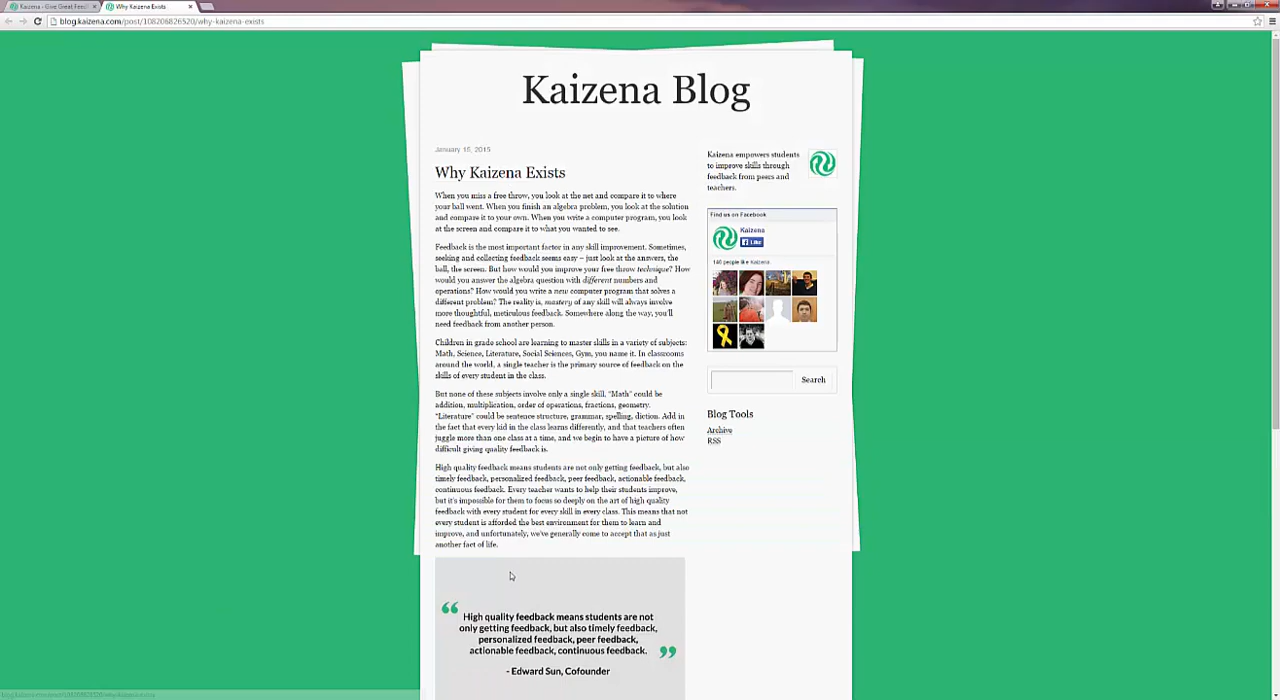 Kaizena - Give Great Feed
Why Kaizena Exists
blog.kaizena.com/post/108206826520/why-kaizena-exists
Kaizena Blog
January 15, 2015
Why Kaizena Exists
When you miss a free throw, you look at the net and compare it to where
your ball went. When you finish an algebra problem, you look at the solution
and compare it to your own. When you write a computer program, you look
at the screen and compare it to what you wanted to see.
Feedback is the most important factor in any skill improvement. Sometimes,
seeking and collecting feedback seems easy – just look at the answers, the
ball, the screen. But how would you improve your free throw technique? How
would you answer the algebra question with different numbers and
operations? How would you write a new computer program that solves a
different problem? The reality is, mastery of any skill will always involve
more thoughtful, meticulous feedback. Somewhere along the way, you'll
need feedback from another person.
Children in grade school are learning to master skills in a variety of subjects:
Math, Science, Literature, Social Sciences, Gym, you name it. In classrooms
around the world, a single teacher is the primary source of feedback on the
skills of every student in the class.
But none of these subjects involve only a single skill. "Math" could be
addition, multiplication, order of operations, fractions, geometry.
"Literature" could be sentence structure, grammar, spelling, diction. Add in
the fact that every kid in the class learns differently, and that teachers often
juggle more than one class at a time, and we begin to have a picture of how
difficult giving quality feedback is.
High quality feedback means students are not only getting feedback, but also
timely feedback, personalized feedback, peer feedback, actionable feedback,
continuous feedback. Every teacher wants to help their students improve,
but it's impossible for them to focus so deeply on the art of high quality
feedback with every student for every skill in every class. This means that not
every student is afforded the best environment for them to learn and
improve, and unfortunately, we've generally come to accept that as just
another fact of life.
“ High quality feedback means students are not
only getting feedback, but also timely feedback,
personalized feedback, peer feedback,
actionable feedback, continuous feedback. ”
- Edward Sun, Cofounder
Kaizena empowers students
to improve skills through
feedback from peers and
teachers.
Find us on Facebook
Kaizena
Like
people like Kaizena.
Search
Blog Tools
Archive
RSS